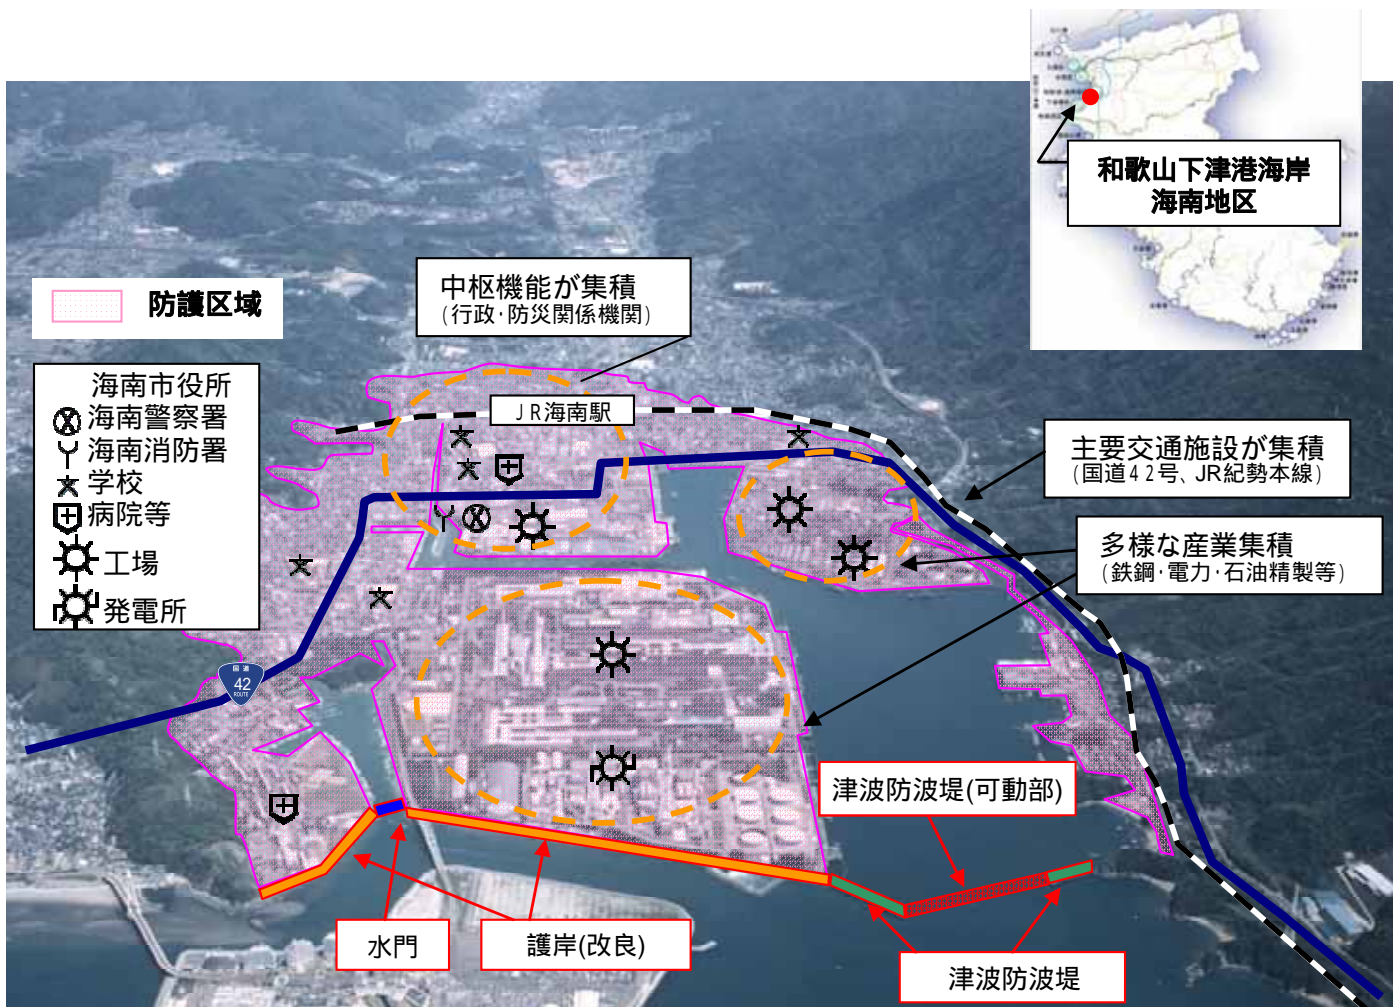 和歌山下津港海岸
海南地区
防護区域
中枢機能が集積
(行政･防災関係機関)
海南市役所
海南警察署
海南消防署
学校
病院等
工場
発電所
JR海南駅
主要交通施設が集積
(国道42号、JR紀勢本線)
多様な産業集積
(鉄鋼･電力･石油精製等)
国道
42
ROUTE
津波防波堤(可動部)
水門
護岸(改良)
津波防波堤